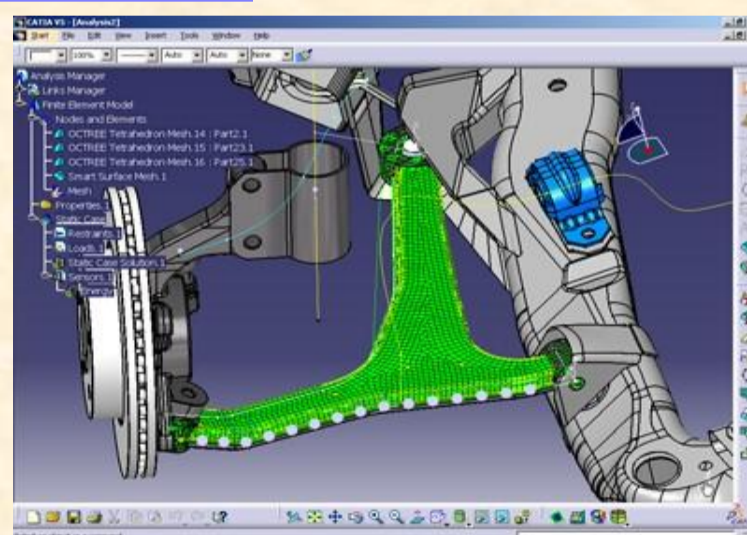 CATIA V5 - [Analysis2]
Start File Edit View Insert Tools Window Help
100% Auto Auto None
Analysis Manager
Links Manager
Finite Element Model
Nodes and Elements
OCTREE Tetrahedron Mesh.14 : Part2.1
OCTREE Tetrahedron Mesh.15 : Part23.1
OCTREE Tetrahedron Mesh.16 : Part25.1
Smart Surface Mesh.1
Mesh
Properties.1
Static Case
Restraints.1
Loads.1
Static Case Solution.1
Sensors.1
Energy